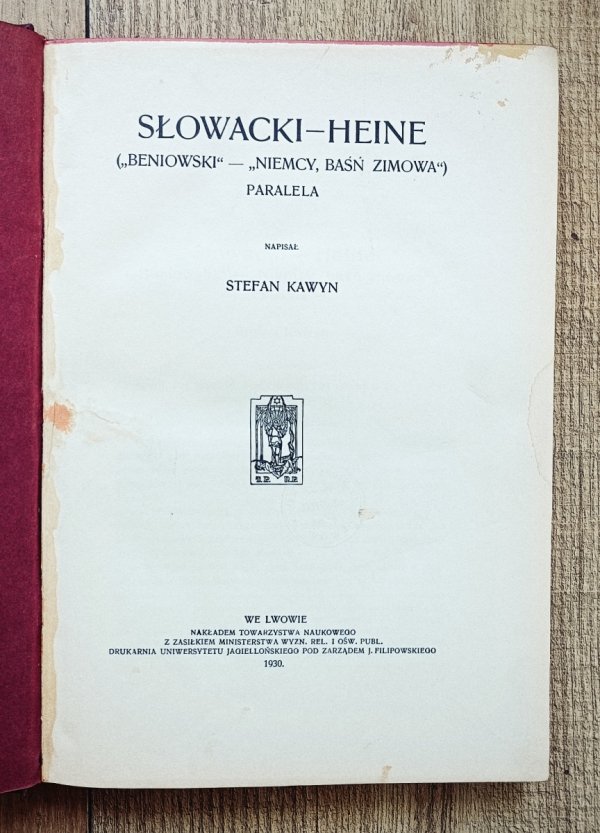 SŁOWACKI–HEINE
(„BENIOWSKI“ — „NIEMCY, BAŚŃ ZIMOWA“)
PARALELA
NAPISAŁ
STEFAN KAWYN
WE LWOWIE
NAKŁADEM TOWARZYSTWA NAUKOWEGO
Z ZASIŁKIEM MINISTERSTWA WYZN. REL. I OŚW. PUBL.
DRUKARNIA UNIWERSYTETU JAGIELLOŃSKIEGO POD ZARZĄDEM J. FILIPOWSKIEGO
1930.